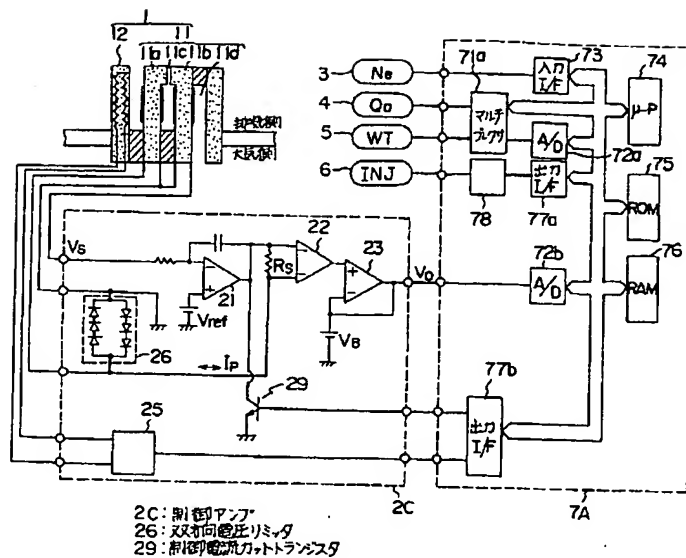 1
12
11
11a 11c 11b 11d
排気側
大気側
3 Ne
4 Qa
5 WT
6 INJ
71a
マルチプレクサ
73
入力I/F
A/D
72a
78
出力I/F
77a
74
μ-P
75
ROM
76
RAM
72b
A/D
77b
出力I/F
7A
Vs
Vref
21
Rs
22
23
VB
VO
26
IP
29
25
2C
2C:制御アンプ
26:双方向電圧リミッタ
29:制御電流カットトランジスタ